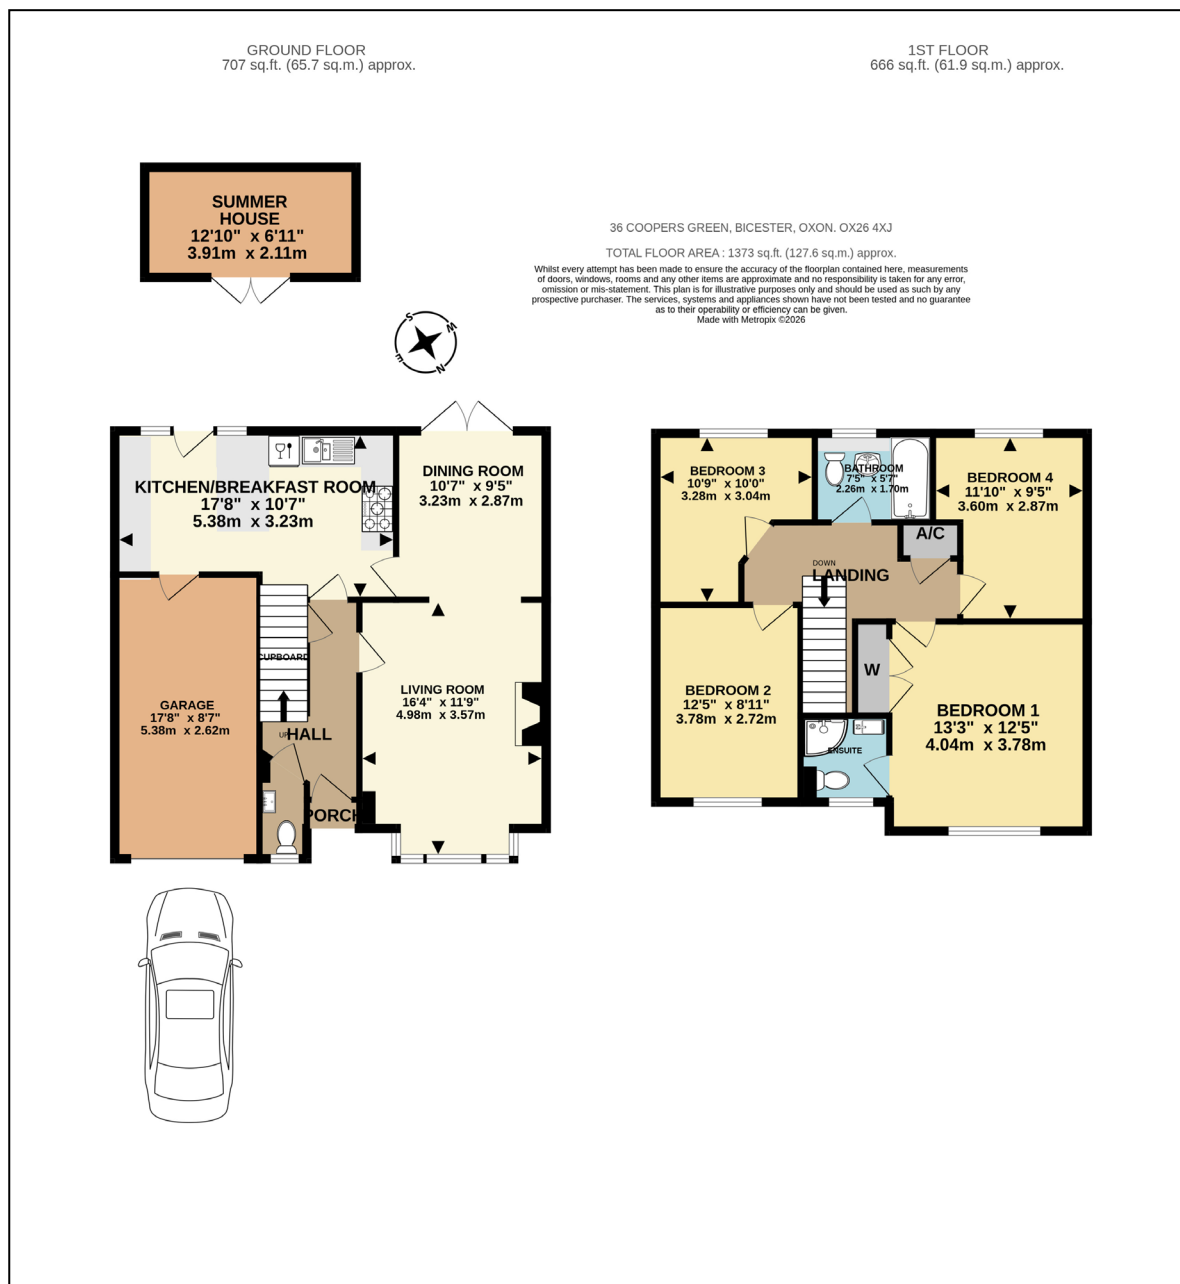 GROUND FLOOR
707 sq.ft. (65.7 sq.m.) approx.
1ST FLOOR
666 sq.ft. (61.9 sq.m.) approx.
SUMMER
HOUSE
12'10" x 6'11"
3.91m x 2.11m
36 COOPERS GREEN, BICESTER, OXON. OX26 4XJ
TOTAL FLOOR AREA : 1373 sq.ft. (127.6 sq.m.) approx.
Whilst every attempt has been made to ensure the accuracy of the floorplan contained here, measurements
of doors, windows, rooms and any other items are approximate and no responsibility is taken for any error,
omission or mis-statement. This plan is for illustrative purposes only and should be used as such by any
prospective purchaser. The services, systems and appliances shown have not been tested and no guarantee
as to their operability or efficiency can be given.
Made with Metropix ©2026
S
W
E
N
KITCHEN/BREAKFAST ROOM
17'8" x 10'7"
5.38m x 3.23m
DINING ROOM
10'7" x 9'5"
3.23m x 2.87m
CUPBOARD
GARAGE
17'8" x 8'7"
5.38m x 2.62m
LIVING ROOM
16'4" x 11'9"
4.98m x 3.57m
UP
HALL
PORCH
BEDROOM 3
10'9" x 10'0"
3.28m x 3.04m
BATHROOM
7'5" x 5'7"
2.26m x 1.70m
BEDROOM 4
11'10" x 9'5"
3.60m x 2.87m
A/C
DOWN
LANDING
W
BEDROOM 2
12'5" x 8'11"
3.78m x 2.72m
BEDROOM 1
13'3" x 12'5"
4.04m x 3.78m
ENSUITE